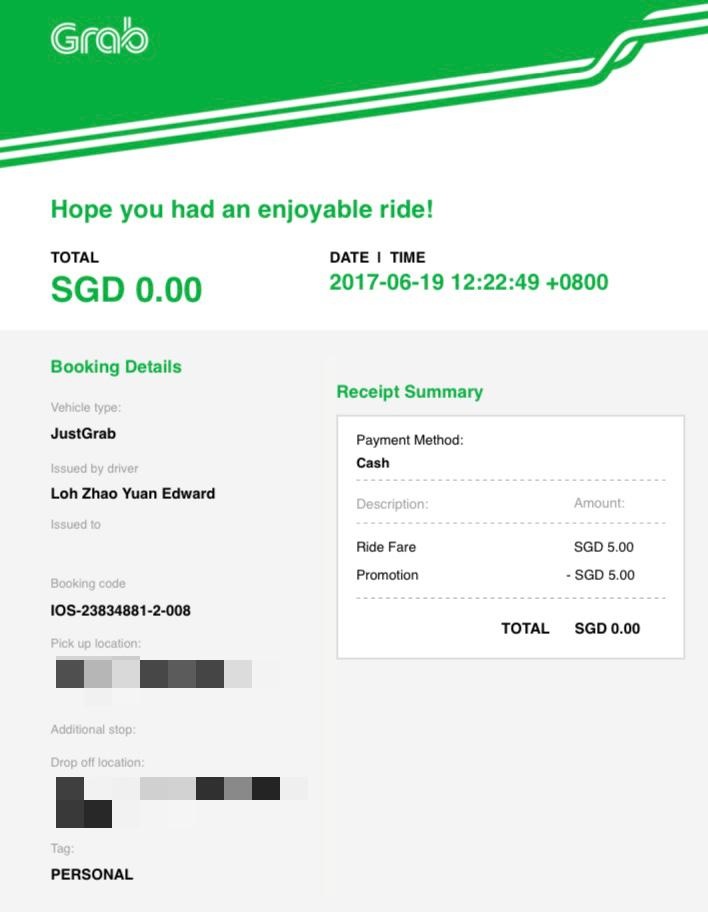 Grab
Hope you had an enjoyable ride!
TOTAL
SGD 0.00
DATE | TIME
2017-06-19 12:22:49 +0800
Booking Details
Vehicle type:
JustGrab
Issued by driver
Loh Zhao Yuan Edward
Issued to
Booking code
IOS-23834881-2-008
Pick up location:
Additional stop:
Drop off location:
Tag:
PERSONAL
Receipt Summary
Payment Method:
Cash
Description: Amount:
Ride Fare SGD 5.00
Promotion - SGD 5.00
TOTAL SGD 0.00